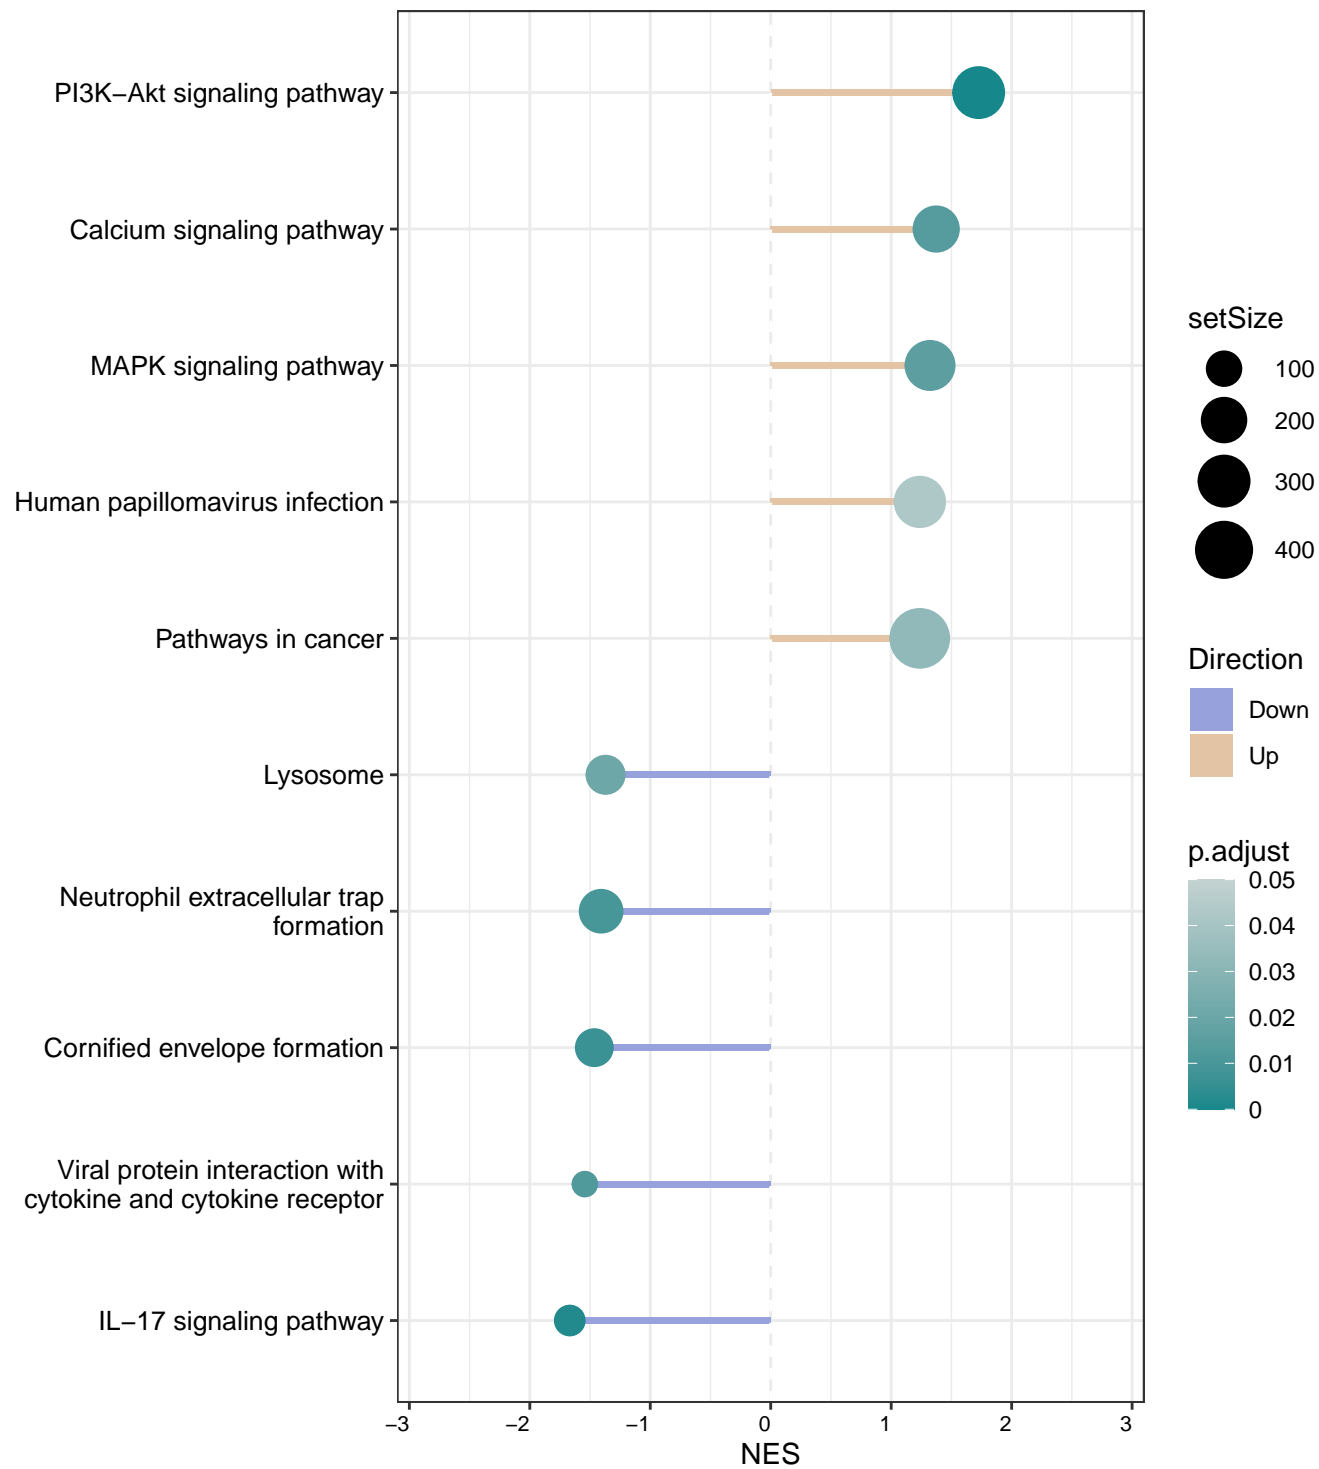 PI3K−Akt signaling pathway
Calcium signaling pathway
MAPK signaling pathway
Human papillomavirus infection
Pathways in cancer
Lysosome
Neutrophil extracellular trap
formation
Cornified envelope formation
Viral protein interaction with
cytokine and cytokine receptor
IL−17 signaling pathway
−3 −2 −1 0 1 2 3
NES
setSize
100
200
300
400
Direction
Down
Up
p.adjust
0.05
0.04
0.03
0.02
0.01
0